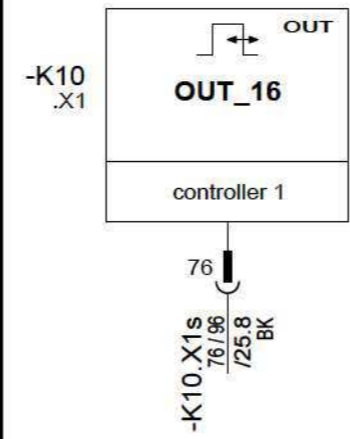 OUT
-K10
.X1
OUT_16
controller 1
76
-K10.X1s
76 / 96
/25.8
BK